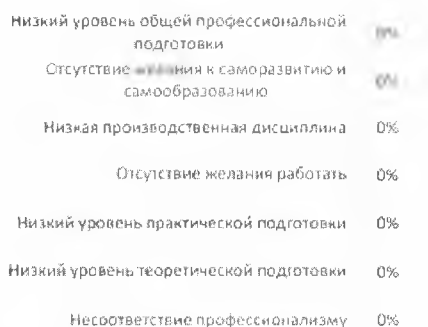 Низкий уровень общей профессиональной
подготовки
Отсутствие к саморазвитию и
самообразованию
Низкая производственная дисциплина 0%
Отсутствие желания работать 0%
Низкий уровень практической подготовки 0%
Низкий уровень теоретической подготовки 0%
Несоответствие профессионализму 0%